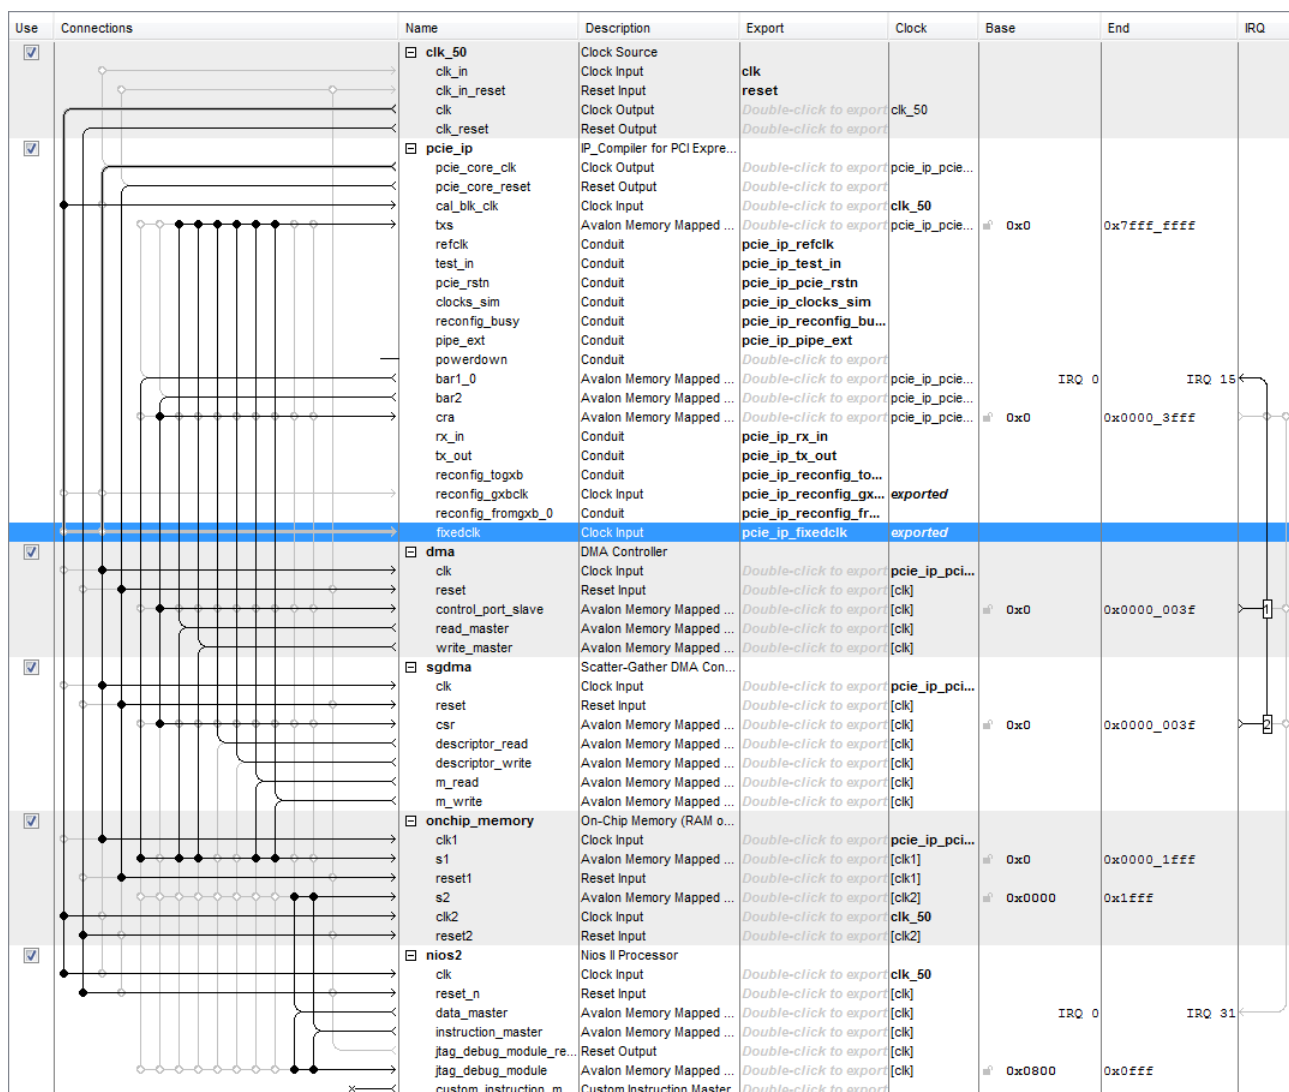 Use Connections Name Description Export Clock Base End IRQ
clk_50 Clock Source
clk_in Clock Input clk
clk_in_reset Reset Input reset
clk Clock Output Double-click to export clk_50
clk_reset Reset Output Double-click to export
pcie_ip IP_Compiler for PCI Expre...
pcie_core_clk Clock Output Double-click to export pcie_ip_pcie...
pcie_core_reset Reset Output Double-click to export
cal_blk_clk Clock Input Double-click to export clk_50
txs Avalon Memory Mapped ... Double-click to export pcie_ip_pcie... 0x0 0x7fff_ffff
refclk Conduit pcie_ip_refclk
test_in Conduit pcie_ip_test_in
pcie_rstn Conduit pcie_ip_pcie_rstn
clocks_sim Conduit pcie_ip_clocks_sim
reconfig_busy Conduit pcie_ip_reconfig_bu...
pipe_ext Conduit pcie_ip_pipe_ext
powerdown Conduit Double-click to export
bar1_0 Avalon Memory Mapped ... Double-click to export pcie_ip_pcie... IRQ 0 IRQ 15
bar2 Avalon Memory Mapped ... Double-click to export pcie_ip_pcie...
cra Avalon Memory Mapped ... Double-click to export pcie_ip_pcie... 0x0 0x0000_3fff
rx_in Conduit pcie_ip_rx_in
tx_out Conduit pcie_ip_tx_out
reconfig_togxb Conduit pcie_ip_reconfig_to...
reconfig_gxbclk Clock Input pcie_ip_reconfig_gx... exported
reconfig_fromgxb_0 Conduit pcie_ip_reconfig_fr...
fixedclk Clock Input pcie_ip_fixedclk exported
dma DMA Controller
clk Clock Input Double-click to export pcie_ip_pci...
reset Reset Input Double-click to export [clk]
control_port_slave Avalon Memory Mapped ... Double-click to export [clk] 0x0 0x0000_003f 1
read_master Avalon Memory Mapped ... Double-click to export [clk]
write_master Avalon Memory Mapped ... Double-click to export [clk]
sgdma Scatter-Gather DMA Con...
clk Clock Input Double-click to export pcie_ip_pci...
reset Reset Input Double-click to export [clk]
csr Avalon Memory Mapped ... Double-click to export [clk] 0x0 0x0000_003f 2
descriptor_read Avalon Memory Mapped ... Double-click to export [clk]
descriptor_write Avalon Memory Mapped ... Double-click to export [clk]
m_read Avalon Memory Mapped ... Double-click to export [clk]
m_write Avalon Memory Mapped ... Double-click to export [clk]
onchip_memory On-Chip Memory (RAM o...
clk1 Clock Input Double-click to export pcie_ip_pci...
s1 Avalon Memory Mapped ... Double-click to export [clk1] 0x0 0x0000_1fff
reset1 Reset Input Double-click to export [clk1]
s2 Avalon Memory Mapped ... Double-click to export [clk2] 0x0000 0x1fff
clk2 Clock Input Double-click to export clk_50
reset2 Reset Input Double-click to export [clk2]
nios2 Nios II Processor
clk Clock Input Double-click to export clk_50
reset_n Reset Input Double-click to export [clk]
data_master Avalon Memory Mapped ... Double-click to export [clk] IRQ 0 IRQ 31
instruction_master Avalon Memory Mapped ... Double-click to export [clk]
jtag_debug_module_re... Reset Output Double-click to export [clk]
jtag_debug_module Avalon Memory Mapped ... Double-click to export [clk] 0x0800 0x0fff
custom_instruction_m... Custom Instruction Master Double-click to export